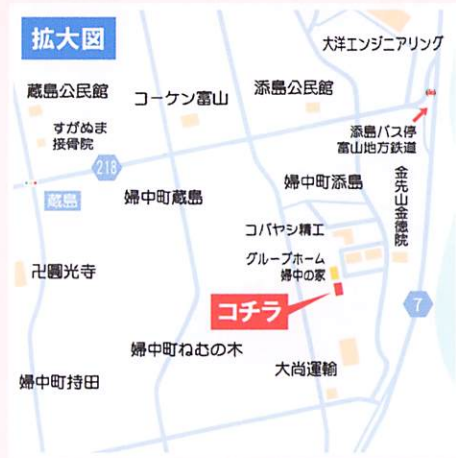 拡大図
大洋エンジニアリング
蔵島公民館
コーケン富山
添島公民館
すがぬま
接骨院
添島バス停
富山地方鉄道
218
蔵島
婦中町蔵島
婦中町添島
金先山金徳院
コバヤシ精工
グループホーム
婦中の家
卍圓光寺
コチラ
7
婦中町ねむの木
大尚運輸
婦中町持田